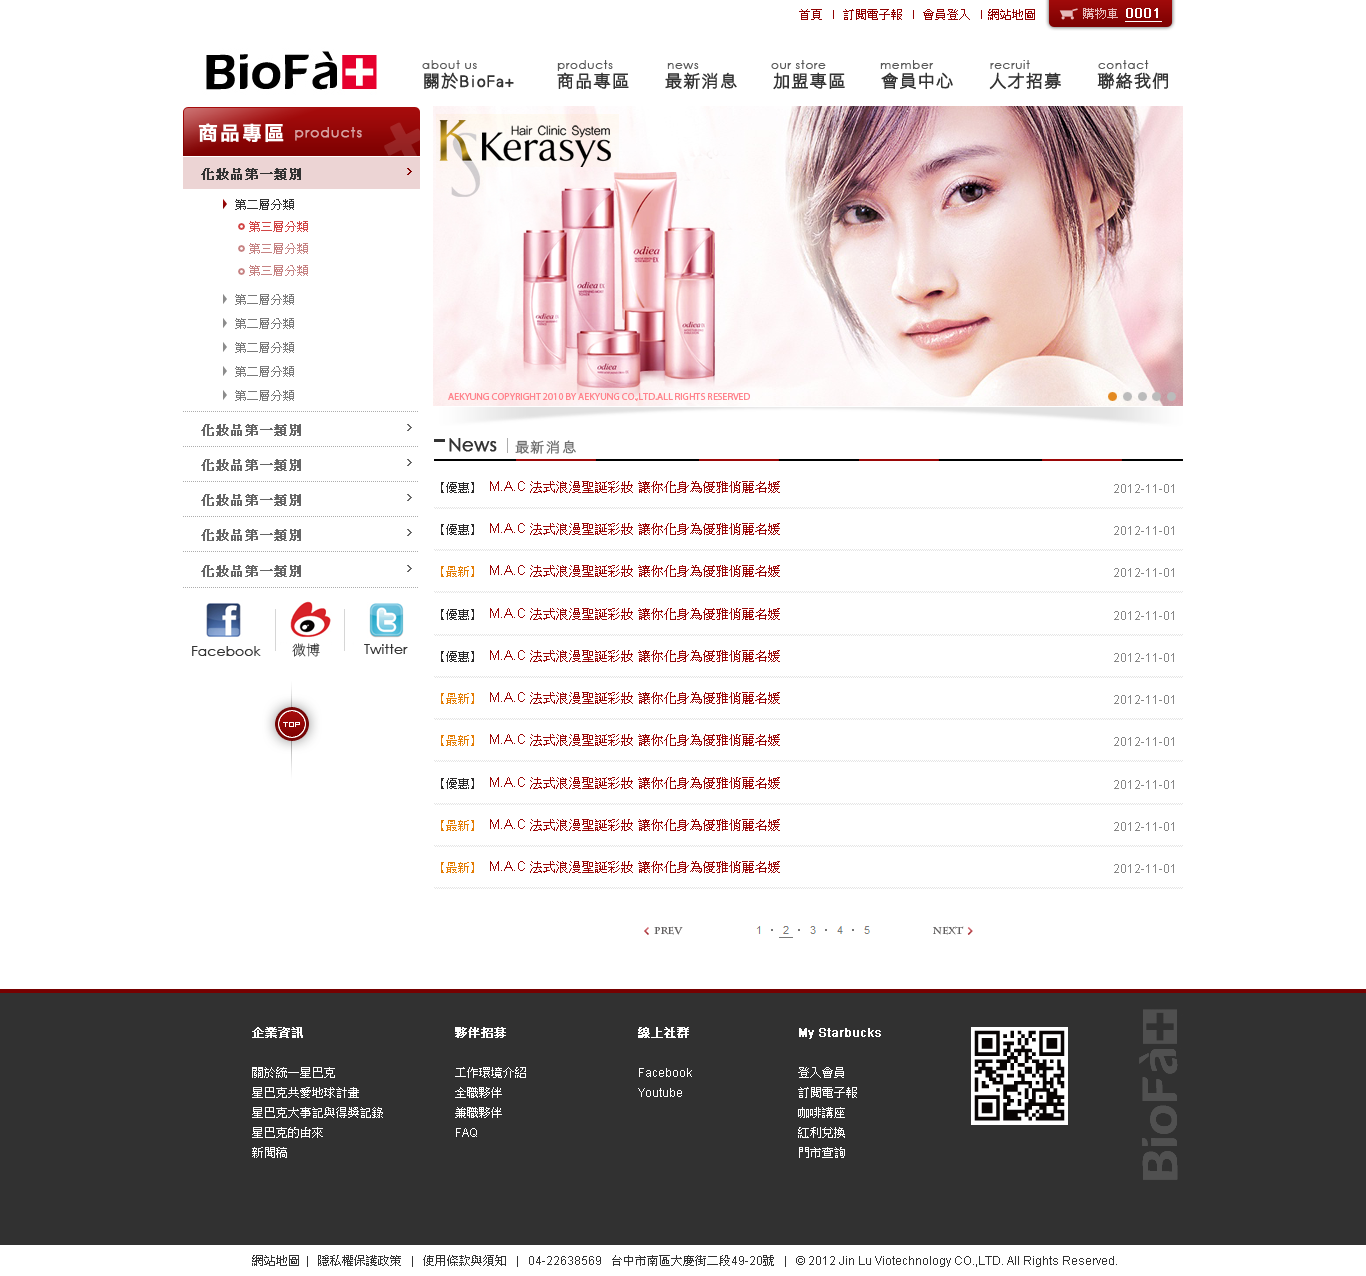 首頁 | 訂閱電子報 | 會員登入 | 網站地圖 購物車 0001
BioFà+
about us products news our store member recruit contact
關於BioFa+ 商品專區 最新消息 加盟專區 會員中心 人才招募 聯絡我們
商品專區 products
化妝品第一類別
第二層分類
第三層分類
第三層分類
第三層分類
第二層分類
第二層分類
第二層分類
第二層分類
第二層分類
化妝品第一類別
化妝品第一類別
化妝品第一類別
化妝品第一類別
化妝品第一類別
Facebook 微博 Twitter
TOP
Hair Clinic System
Kerasys
odiea
odiea
odiea
odiea
odiea
AEKYUNG COPYRIGHT 2010 BY AEKYUNG CO.,LTD.ALL RIGHTS RESERVED
News | 最新消息
【優惠】 M.A.C 法式浪漫聖誕彩妝 讓你化身為優雅俏麗名媛 2012-11-01
【優惠】 M.A.C 法式浪漫聖誕彩妝 讓你化身為優雅俏麗名媛 2012-11-01
【最新】 M.A.C 法式浪漫聖誕彩妝 讓你化身為優雅俏麗名媛 2012-11-01
【優惠】 M.A.C 法式浪漫聖誕彩妝 讓你化身為優雅俏麗名媛 2012-11-01
【優惠】 M.A.C 法式浪漫聖誕彩妝 讓你化身為優雅俏麗名媛 2012-11-01
【最新】 M.A.C 法式浪漫聖誕彩妝 讓你化身為優雅俏麗名媛 2012-11-01
【最新】 M.A.C 法式浪漫聖誕彩妝 讓你化身為優雅俏麗名媛 2012-11-01
【優惠】 M.A.C 法式浪漫聖誕彩妝 讓你化身為優雅俏麗名媛 2012-11-01
【最新】 M.A.C 法式浪漫聖誕彩妝 讓你化身為優雅俏麗名媛 2012-11-01
【最新】 M.A.C 法式浪漫聖誕彩妝 讓你化身為優雅俏麗名媛 2012-11-01
PREV 1 · 2 · 3 · 4 · 5 NEXT
企業資訊
關於統一星巴克
星巴克共愛地球計畫
星巴克大事記與得獎記錄
星巴克的由來
新聞稿
夥伴招募
工作環境介紹
全職夥伴
兼職夥伴
FAQ
線上社群
Facebook
Youtube
My Starbucks
登入會員
訂閱電子報
咖啡講座
紅利兌換
門市查詢
BioFà+
網站地圖 | 隱私權保護政策 | 使用條款與須知 | 04-22638569 台中市南區大慶街二段49-20號 | © 2012 Jin Lu Viotechnology CO.,LTD. All Rights Reserved.